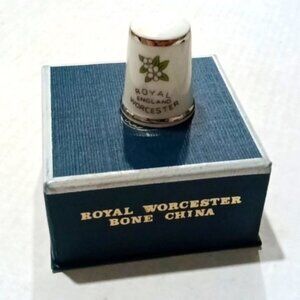 ROYAL
ENGLAND
WORCESTER
ROYAL WORCESTER
BONE CHINA